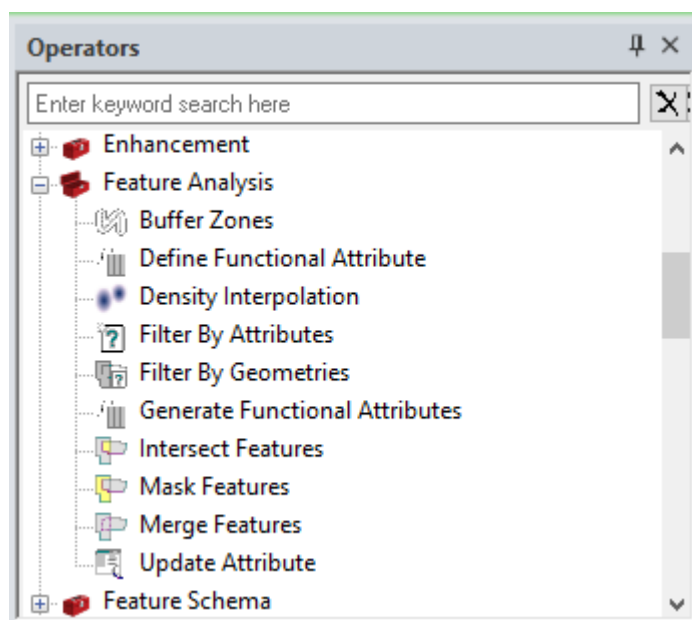 Operators
Enter keyword search here
Enhancement
Feature Analysis
Buffer Zones
Define Functional Attribute
Density Interpolation
Filter By Attributes
Filter By Geometries
Generate Functional Attributes
Intersect Features
Mask Features
Merge Features
Update Attribute
Feature Schema